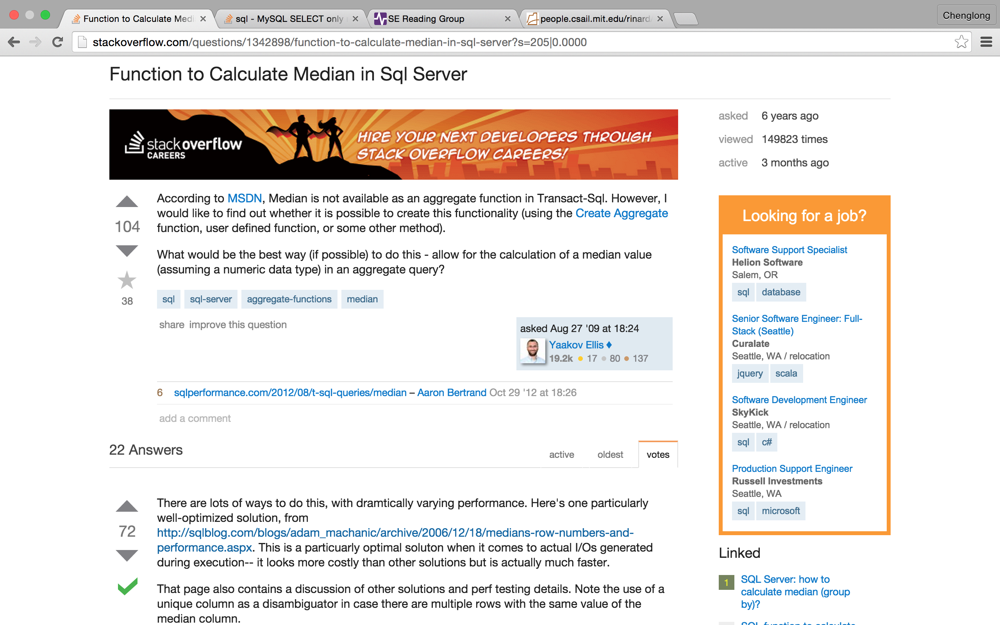 Function to Calculate Medi
sql - MySQL SELECT only
SE Reading Group
people.csail.mit.edu/rinard/
Chenglong
stackoverflow.com/questions/1342898/function-to-calculate-median-in-sql-server?s=205|0.0000
Function to Calculate Median in Sql Server
stackoverflow
CAREERS
HIRE YOUR NEXT DEVELOPERS THROUGH
STACK OVERFLOW CAREERS!
104
38
According to MSDN, Median is not available as an aggregate function in Transact-Sql. However, I
would like to find out whether it is possible to create this functionality (using the Create Aggregate
function, user defined function, or some other method).
What would be the best way (if possible) to do this - allow for the calculation of a median value
(assuming a numeric data type) in an aggregate query?
sql sql-server aggregate-functions median
share improve this question
asked Aug 27 '09 at 18:24
Yaakov Ellis ♦
19.2k ● 17 ● 80 ● 137
6 sqlperformance.com/2012/08/t-sql-queries/median – Aaron Bertrand Oct 29 '12 at 18:26
add a comment
22 Answers
active oldest votes
72
There are lots of ways to do this, with dramtically varying performance. Here's one particularly
well-optimized solution, from
http://sqlblog.com/blogs/adam_machanic/archive/2006/12/18/medians-row-numbers-and-
performance.aspx. This is a particuarly optimal soluton when it comes to actual I/Os generated
during execution-- it looks more costly than other solutions but is actually much faster.
That page also contains a discussion of other solutions and perf testing details. Note the use of a
unique column as a disambiguator in case there are multiple rows with the same value of the
median column.
asked 6 years ago
viewed 149823 times
active 3 months ago
Looking for a job?
Software Support Specialist
Helion Software
Salem, OR
sql database
Senior Software Engineer: Full-
Stack (Seattle)
Curalate
Seattle, WA / relocation
jquery scala
Software Development Engineer
SkyKick
Seattle, WA / relocation
sql c#
Production Support Engineer
Russell Investments
Seattle, WA
sql microsoft
Linked
1 SQL Server: how to
calculate median (group
by)?
SQL function to calculate